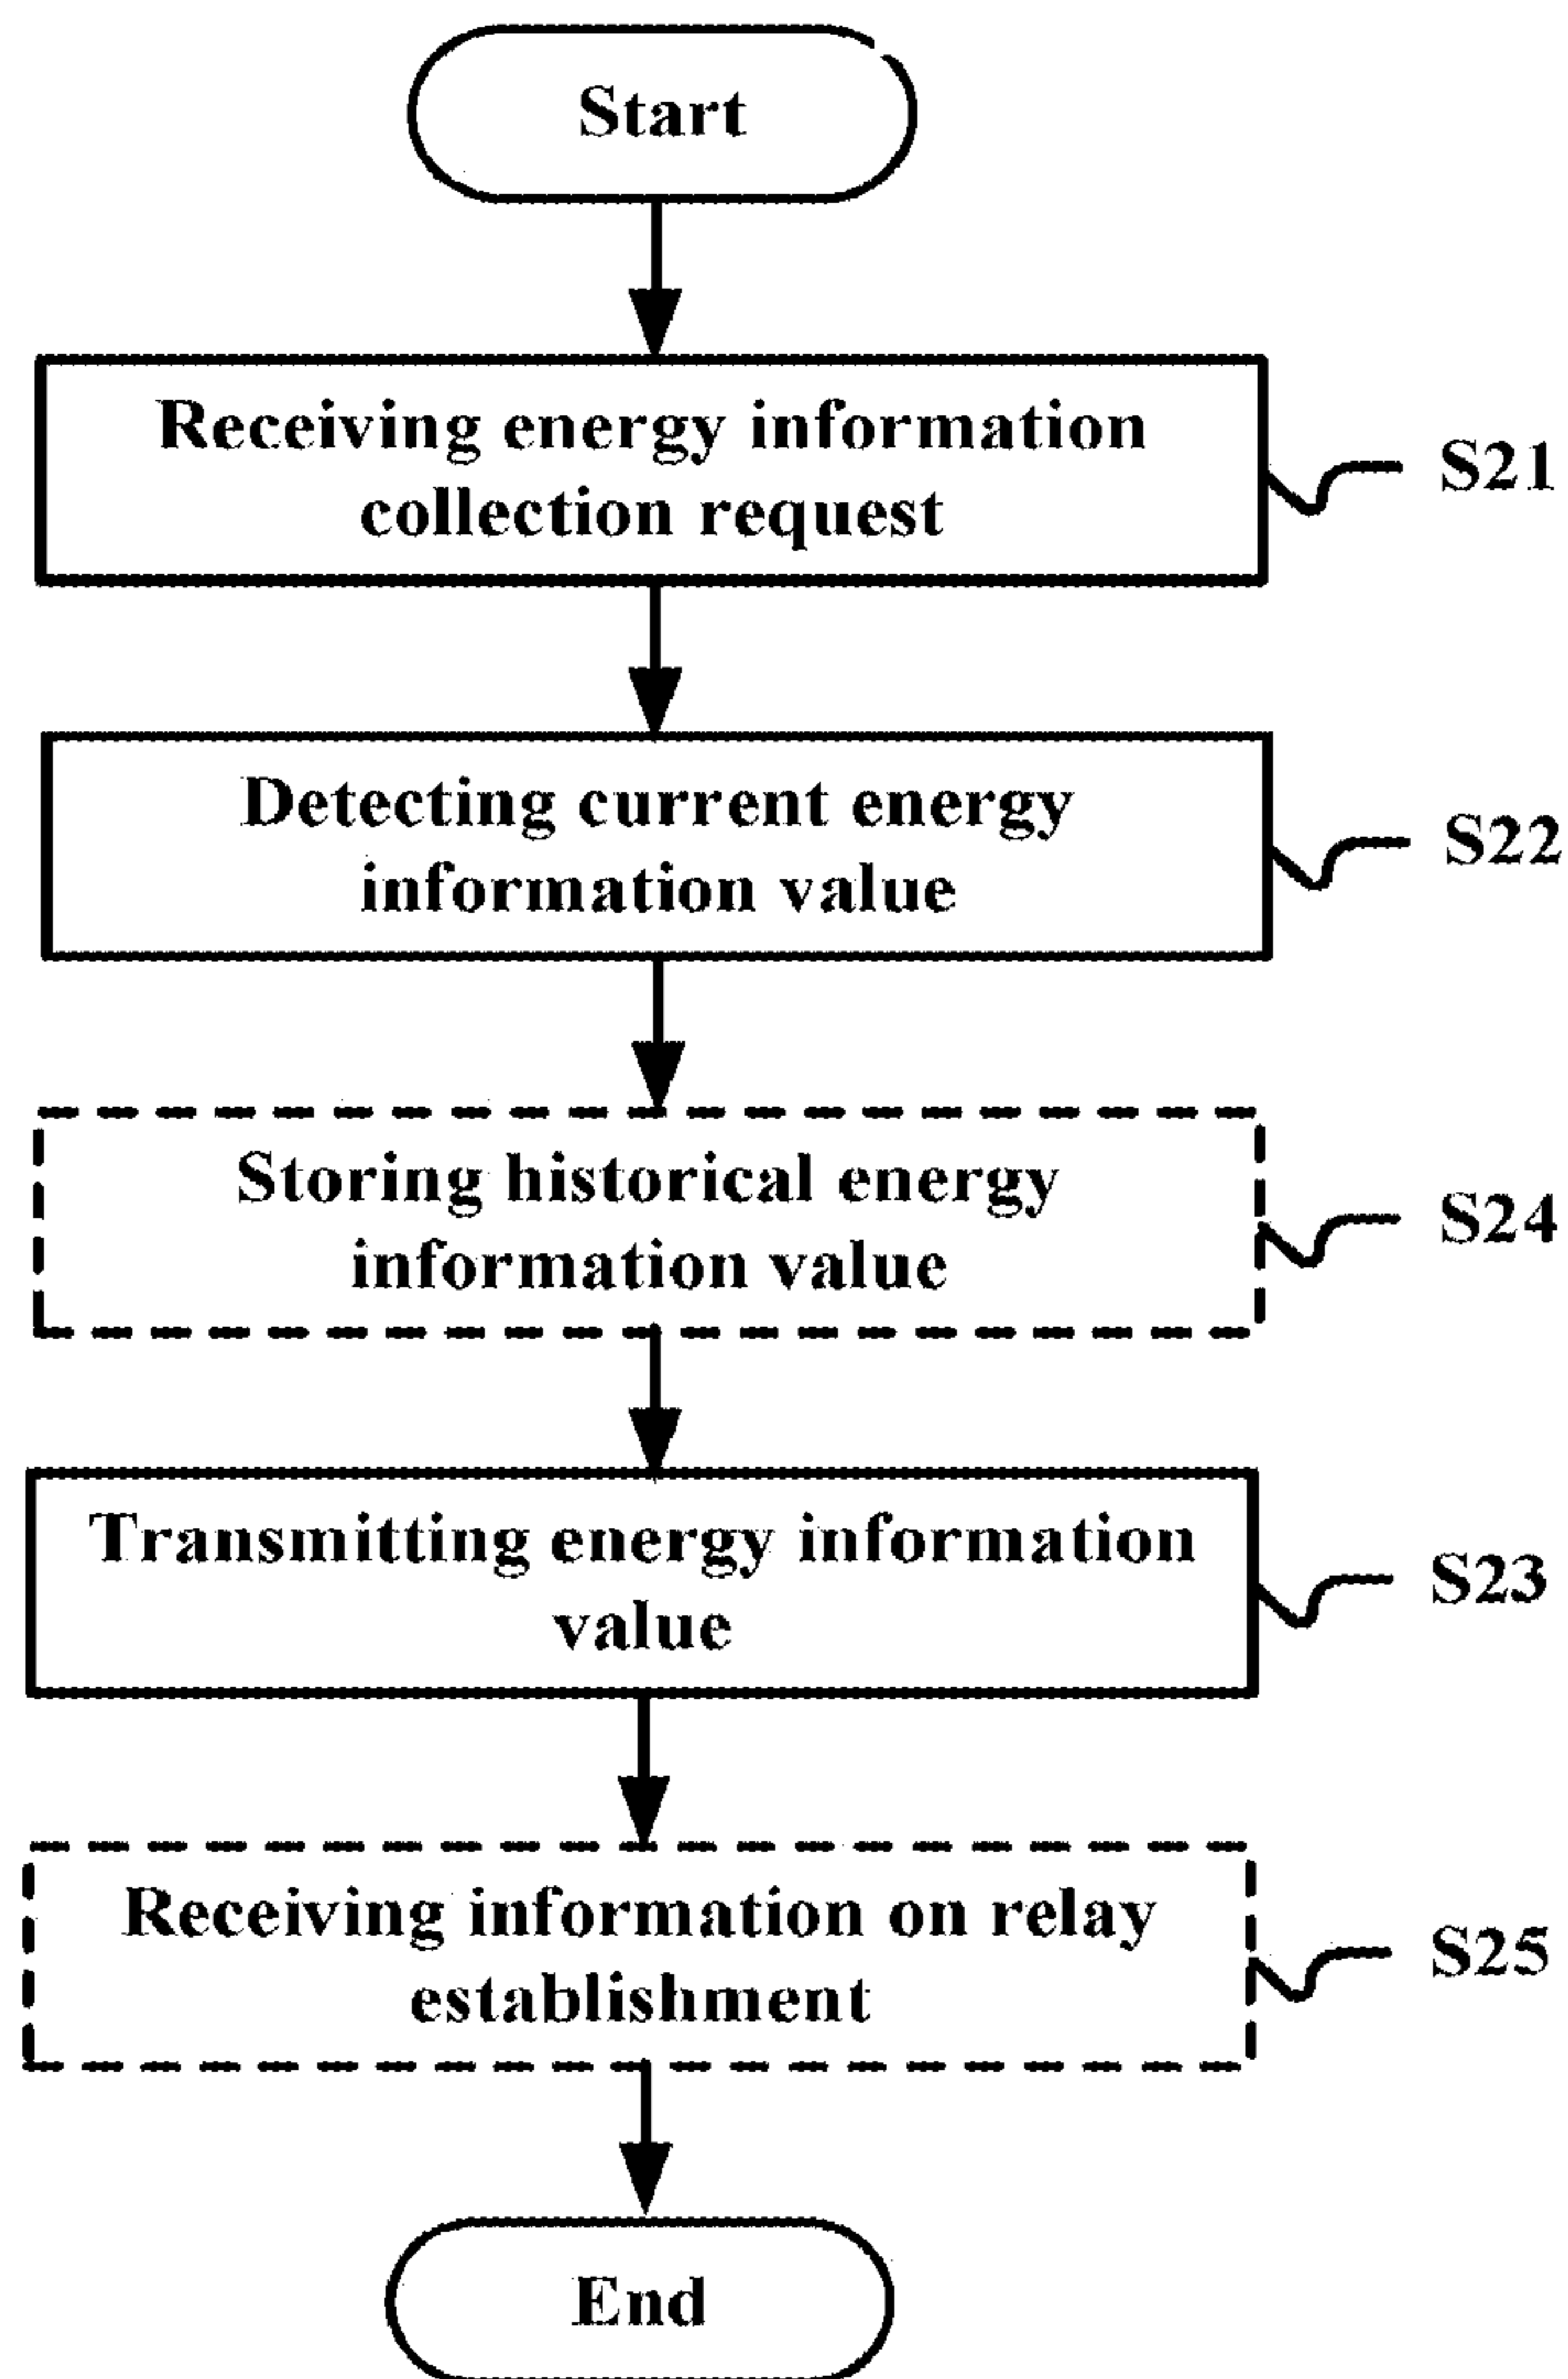 Start
Receiving energy information
collection request
S21
Detecting current energy
information value
S22
Storing historical energy
information value
S24
Transmitting energy information
value
S23
Receiving information on relay
establishment
S25
End